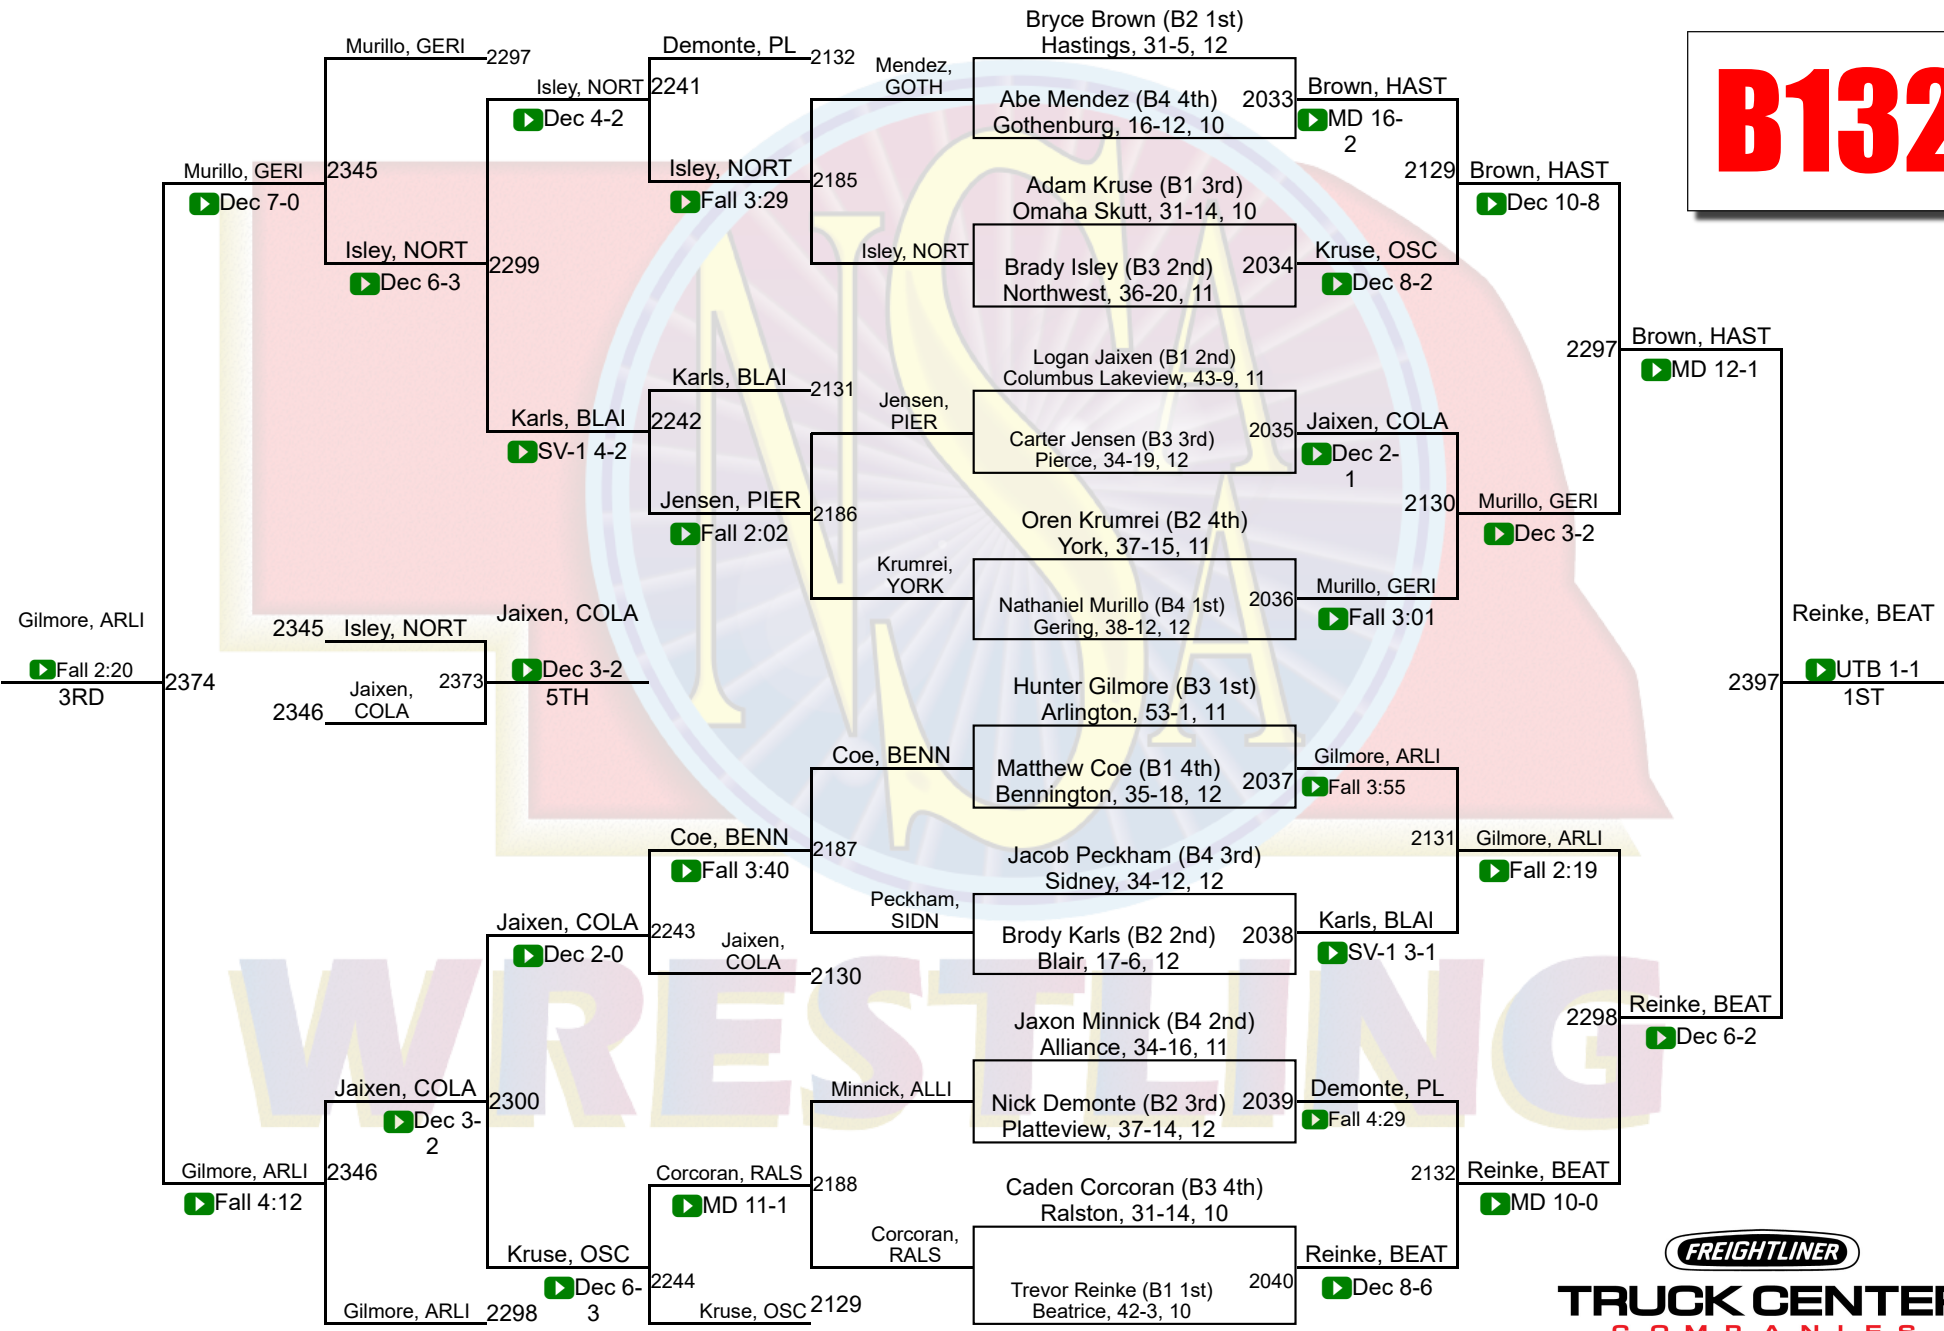 Murillo, GERI
2297
Isley, NORT
Dec 4-2
Demonte, PL
2132
2241
Isley, NORT
Fall 3:29
2185
Murillo, GERI
Dec 7-0
2345
Isley, NORT
Dec 6-3
2299
Karls, BLAI
2131
Karls, BLAI
SV-1 4-2
2242
Jensen, PIER
Fall 2:02
2186
Mendez,
GOTH
Isley, NORT
Jensen,
PIER
Krumrei,
YORK
Bryce Brown (B2 1st)
Hastings, 31-5, 12
Abe Mendez (B4 4th)
Gothenburg, 16-12, 10
2033
Brown, HAST
MD 16-
2
Adam Kruse (B1 3rd)
Omaha Skutt, 31-14, 10
Brady Isley (B3 2nd)
Northwest, 36-20, 11
2034
Kruse, OSC
Dec 8-2
2129
Brown, HAST
Dec 10-8
Logan Jaixen (B1 2nd)
Columbus Lakeview, 43-9, 11
Carter Jensen (B3 3rd)
Pierce, 34-19, 12
2035
Jaixen, COLA
Dec 2-
1
Oren Krumrei (B2 4th)
York, 37-15, 11
Nathaniel Murillo (B4 1st)
Gering, 38-12, 12
2036
Murillo, GERI
Fall 3:01
2130
Murillo, GERI
Dec 3-2
2297
Brown, HAST
MD 12-1
B132
Gilmore, ARLI
Fall 2:20
3RD
2374
2345
Isley, NORT
2346
Jaixen,
COLA
2373
Jaixen, COLA
Dec 3-2
5TH
Reinke, BEAT
UTB 1-1
1ST
2397
Hunter Gilmore (B3 1st)
Arlington, 53-1, 11
Matthew Coe (B1 4th)
Bennington, 35-18, 12
2037
Gilmore, ARLI
Fall 3:55
Jacob Peckham (B4 3rd)
Sidney, 34-12, 12
Brody Karls (B2 2nd)
Blair, 17-6, 12
2038
Karls, BLAI
SV-1 3-1
2131
Gilmore, ARLI
Fall 2:19
Coe, BENN
Peckham,
SIDN
Coe, BENN
Fall 3:40
2187
Jaixen, COLA
Dec 2-0
2243
Jaixen,
COLA
2130
Jaxon Minnick (B4 2nd)
Alliance, 34-16, 11
Nick Demonte (B2 3rd)
Platteview, 37-14, 12
2039
Demonte, PL
Fall 4:29
Caden Corcoran (B3 4th)
Ralston, 31-14, 10
Trevor Reinke (B1 1st)
Beatrice, 42-3, 10
2040
Reinke, BEAT
Dec 8-6
2132
Reinke, BEAT
MD 10-0
2298
Reinke, BEAT
Dec 6-2
Minnick, ALLI
Corcoran,
RALS
Corcoran, RALS
MD 11-1
2188
Jaixen, COLA
Dec 3-
2
2300
Kruse, OSC
Dec 6-
3
2244
Kruse, OSC
2129
Gilmore, ARLI
Fall 4:12
2346
Gilmore, ARLI
2298
NSAA
WRESTLING
FREIGHTLINER
TRUCK CENTER
COMPANIES